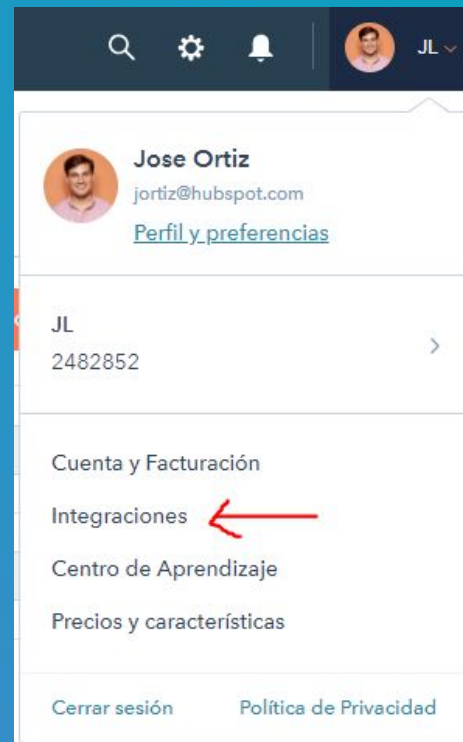 JL
Jose Ortiz
jortiz@hubspot.com
Perfil y preferencias
JL
2482852
Cuenta y Facturación
Integraciones
Centro de Aprendizaje
Precios y características
Cerrar sesión Política de Privacidad